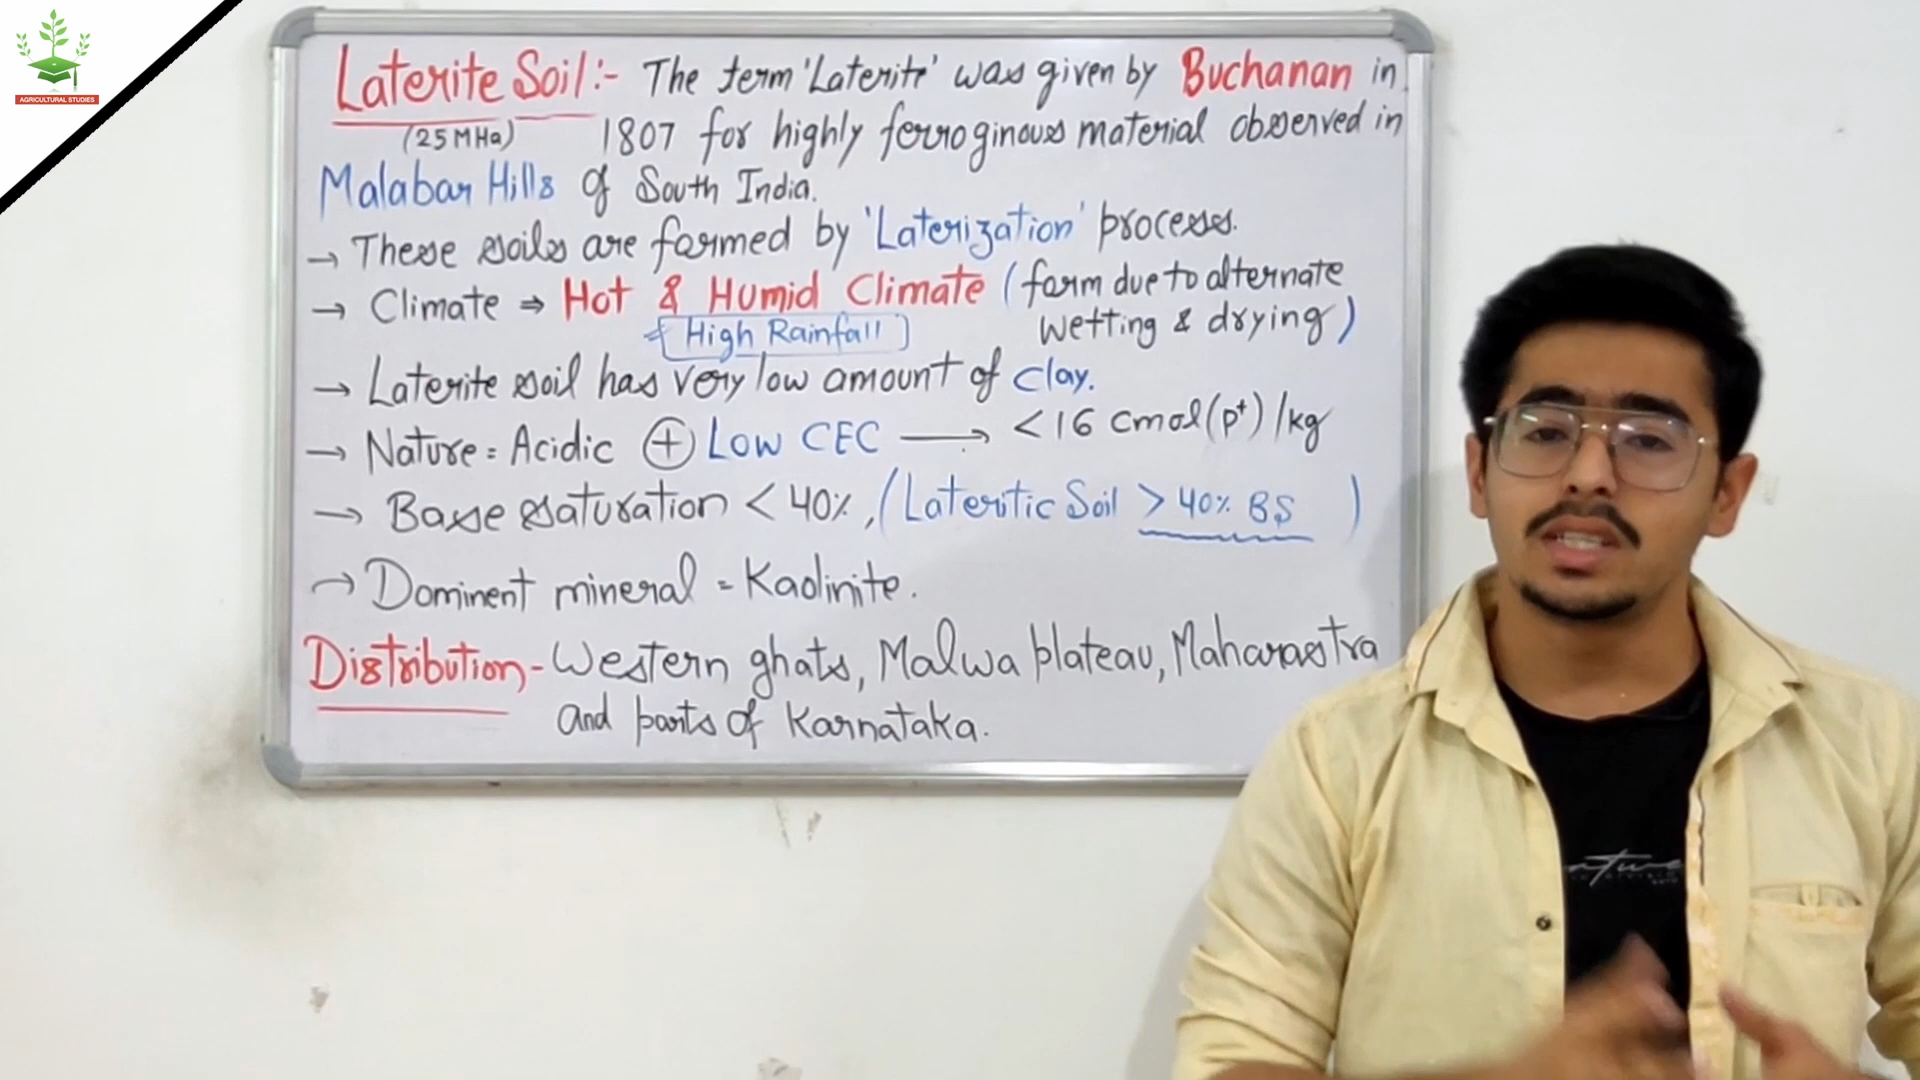 AGRICULTURAL STUDIES
Laterite Soil:- The term 'Laterite' was given by Buchanan in
(25 MHa) 1807 for highly ferroginous material observed in
Malabar Hills of South India.
→ These soils are formed by 'Laterization' process.
→ Climate ⇒ Hot & Humid Climate (form due to alternate
High Rainfall wetting & drying)
→ Laterite soil has very low amount of clay.
→ Nature = Acidic ⊕ Low CEC → <16 cmol(p+)/kg
→ Base saturation < 40%, (Lateritic Soil > 40% BS )
→ Dominent mineral = Kaolinite.
Distribution - Western ghats, Malwa plateau, Maharastra
and parts of Karnataka.